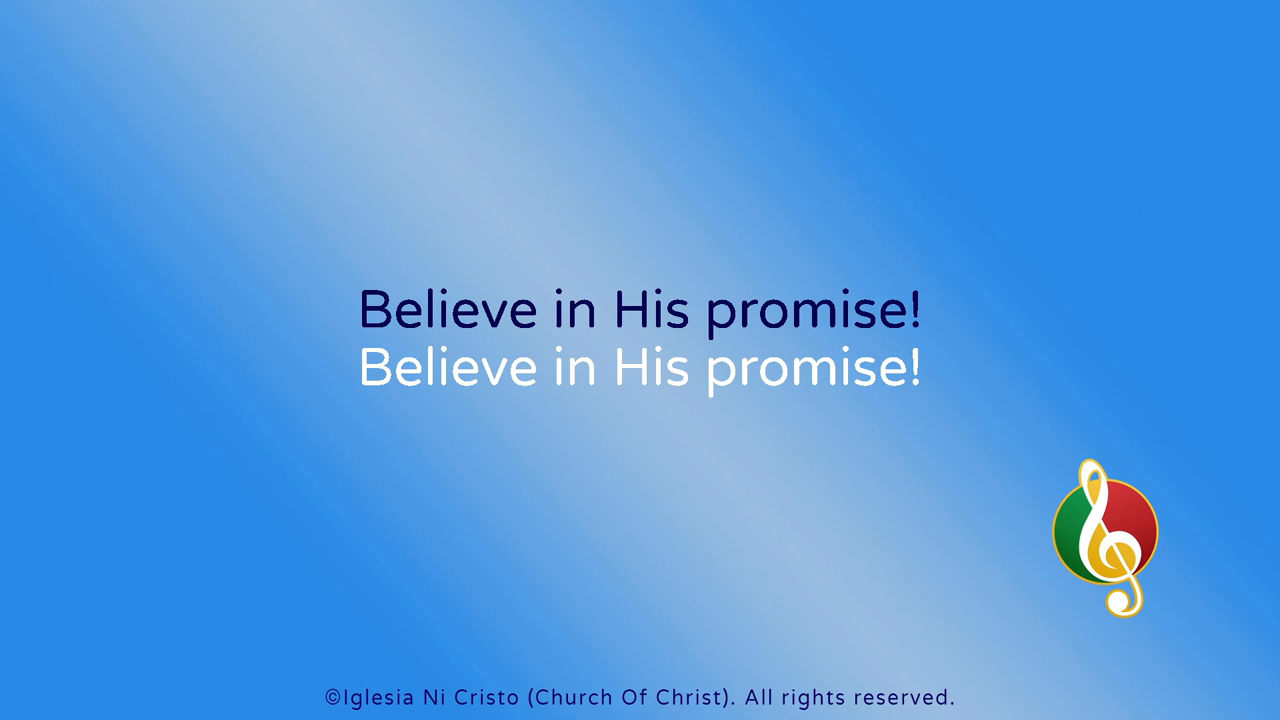 Believe in His promise!
Believe in His promise!
©Iglesia Ni Cristo (Church Of Christ). All rights reserved.